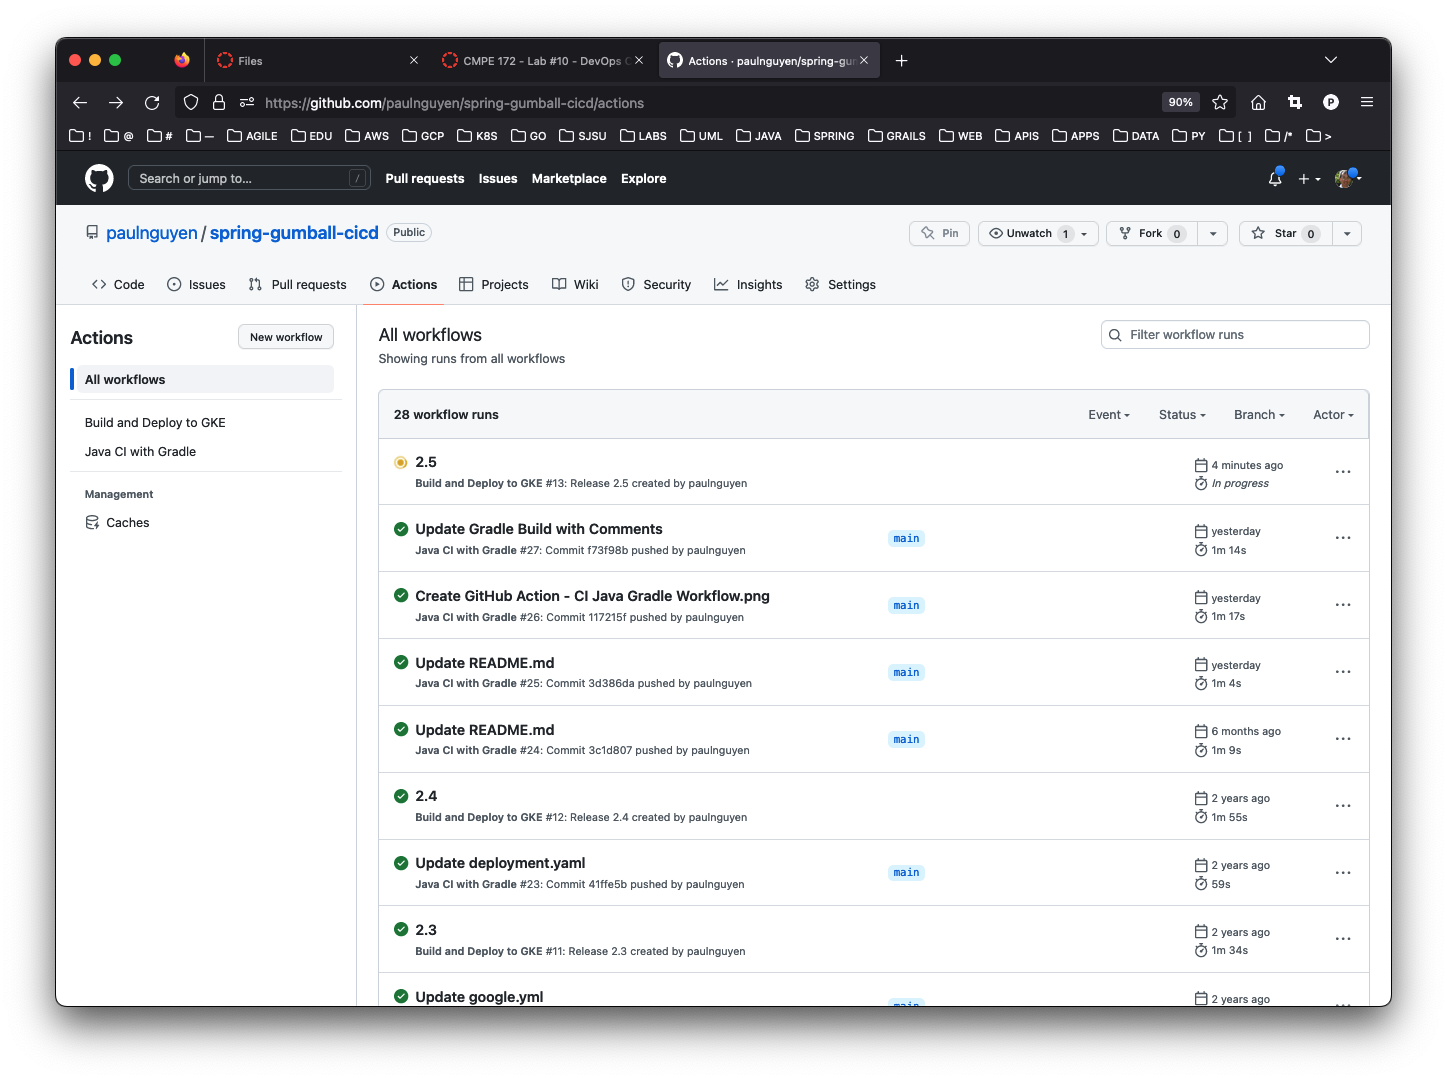 Files
CMPE 172 - Lab #10 - DevOps
Actions · paulnguyen/spring-gu
https://github.com/paulnguyen/spring-gumball-cicd/actions
90%
P
! @ # — AGILE EDU AWS GCP K8S GO SJSU LABS UML JAVA SPRING GRAILS WEB APIS APPS DATA PY [ ] /* >
Search or jump to... /
Pull requests Issues Marketplace Explore
paulnguyen / spring-gumball-cicd Public
Pin Unwatch 1 Fork 0 Star 0
Code Issues Pull requests Actions Projects Wiki Security Insights Settings
Actions
New workflow
All workflows
Build and Deploy to GKE
Java CI with Gradle
Management
Caches
All workflows
Showing runs from all workflows
Filter workflow runs
28 workflow runs
Event Status Branch Actor
2.5
Build and Deploy to GKE #13: Release 2.5 created by paulnguyen
4 minutes ago
In progress
Update Gradle Build with Comments
Java CI with Gradle #27: Commit f73f98b pushed by paulnguyen
main
yesterday
1m 14s
Create GitHub Action - CI Java Gradle Workflow.png
Java CI with Gradle #26: Commit 117215f pushed by paulnguyen
main
yesterday
1m 17s
Update README.md
Java CI with Gradle #25: Commit 3d386da pushed by paulnguyen
main
yesterday
1m 4s
Update README.md
Java CI with Gradle #24: Commit 3c1d807 pushed by paulnguyen
main
6 months ago
1m 9s
2.4
Build and Deploy to GKE #12: Release 2.4 created by paulnguyen
2 years ago
1m 55s
Update deployment.yaml
Java CI with Gradle #23: Commit 41ffe5b pushed by paulnguyen
main
2 years ago
59s
2.3
Build and Deploy to GKE #11: Release 2.3 created by paulnguyen
2 years ago
1m 34s
Update google.yml
main
2 years ago